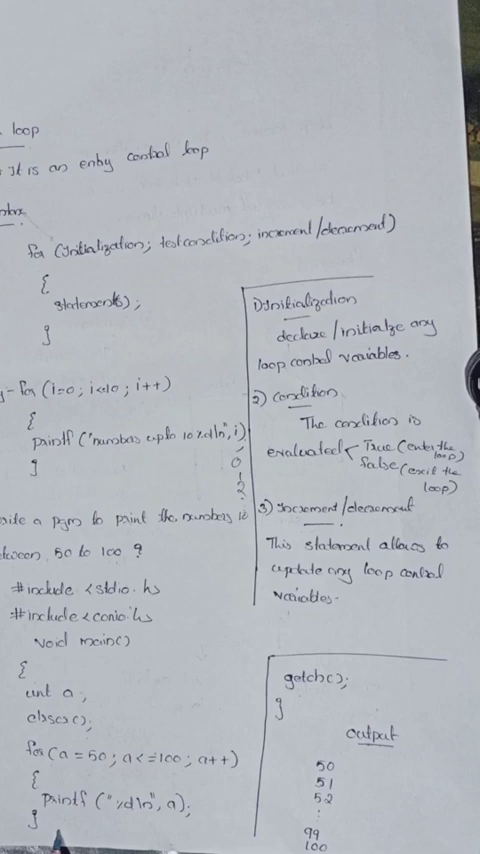 loop
It is an entry control loop
for (Initialization; test condition; increment/decrement)
{
statements);
}
for (i=0; i<10; i++)
{
printf ("numbers upto 10 %d\n", i)
}
0
1
2
1) Initialization
declare/initialize any
loop control variables.
2) condition
The condition is
evaluated < True (enter the
loop)
false (exit the
loop)
3) Increment/decrement
This statement allows to
update any loop control
variables.
a pgm to print the numbers
50 to 100 ?
#include <stdio.h>
#include <conio.h>
void main()
{
int a;
clrscr();
for (a = 50; a <= 100; a++)
{
printf ("%d\n", a);
}
getch();
}
output
50
51
52
⋮
99
100